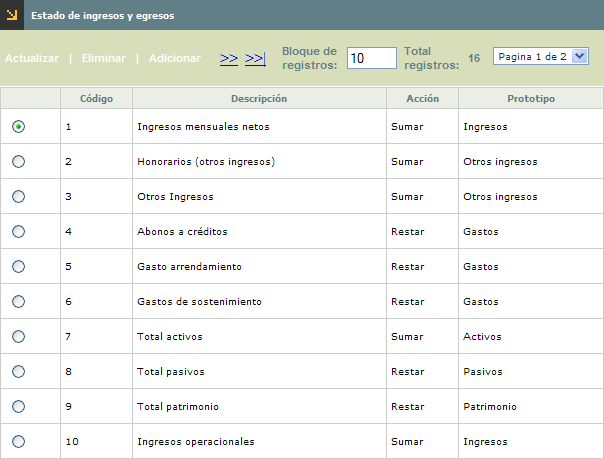 Estado de ingresos y egresos
Actualizar | Eliminar | Adicionar >> >>| Bloque de registros: 10 Total registros: 16 Pagina 1 de 2
Código Descripción Acción Prototipo
1 Ingresos mensuales netos Sumar Ingresos
2 Honorarios (otros ingresos) Sumar Otros ingresos
3 Otros Ingresos Sumar Otros ingresos
4 Abonos a créditos Restar Gastos
5 Gasto arrendamiento Restar Gastos
6 Gastos de sostenimiento Restar Gastos
7 Total activos Sumar Activos
8 Total pasivos Restar Pasivos
9 Total patrimonio Restar Patrimonio
10 Ingresos operacionales Sumar Ingresos